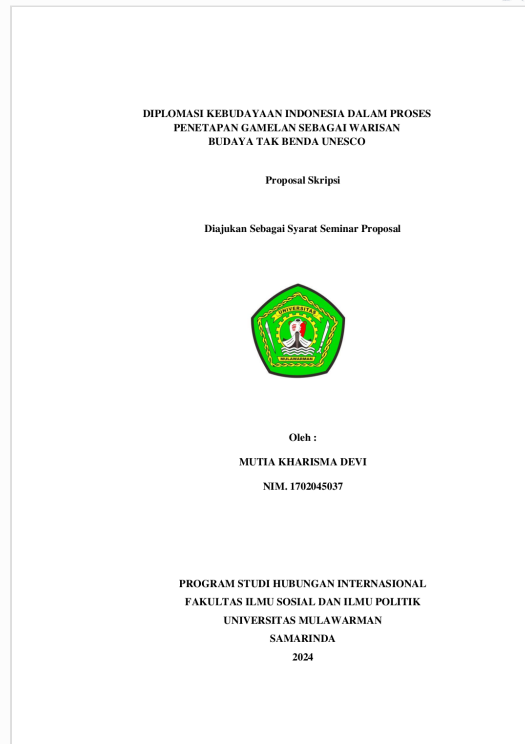 DIPLOMASI KEBUDAYAAN INDONESIA DALAM PROSES
PENETAPAN GAMELAN SEBAGAI WARISAN
BUDAYA TAK BENDA UNESCO
Proposal Skripsi
Diajukan Sebagai Syarat Seminar Proposal
UNIVERSITAS
MULAWARMAN
Oleh :
MUTIA KHARISMA DEVI
NIM. 1702045037
PROGRAM STUDI HUBUNGAN INTERNASIONAL
FAKULTAS ILMU SOSIAL DAN ILMU POLITIK
UNIVERSITAS MULAWARMAN
SAMARINDA
2024